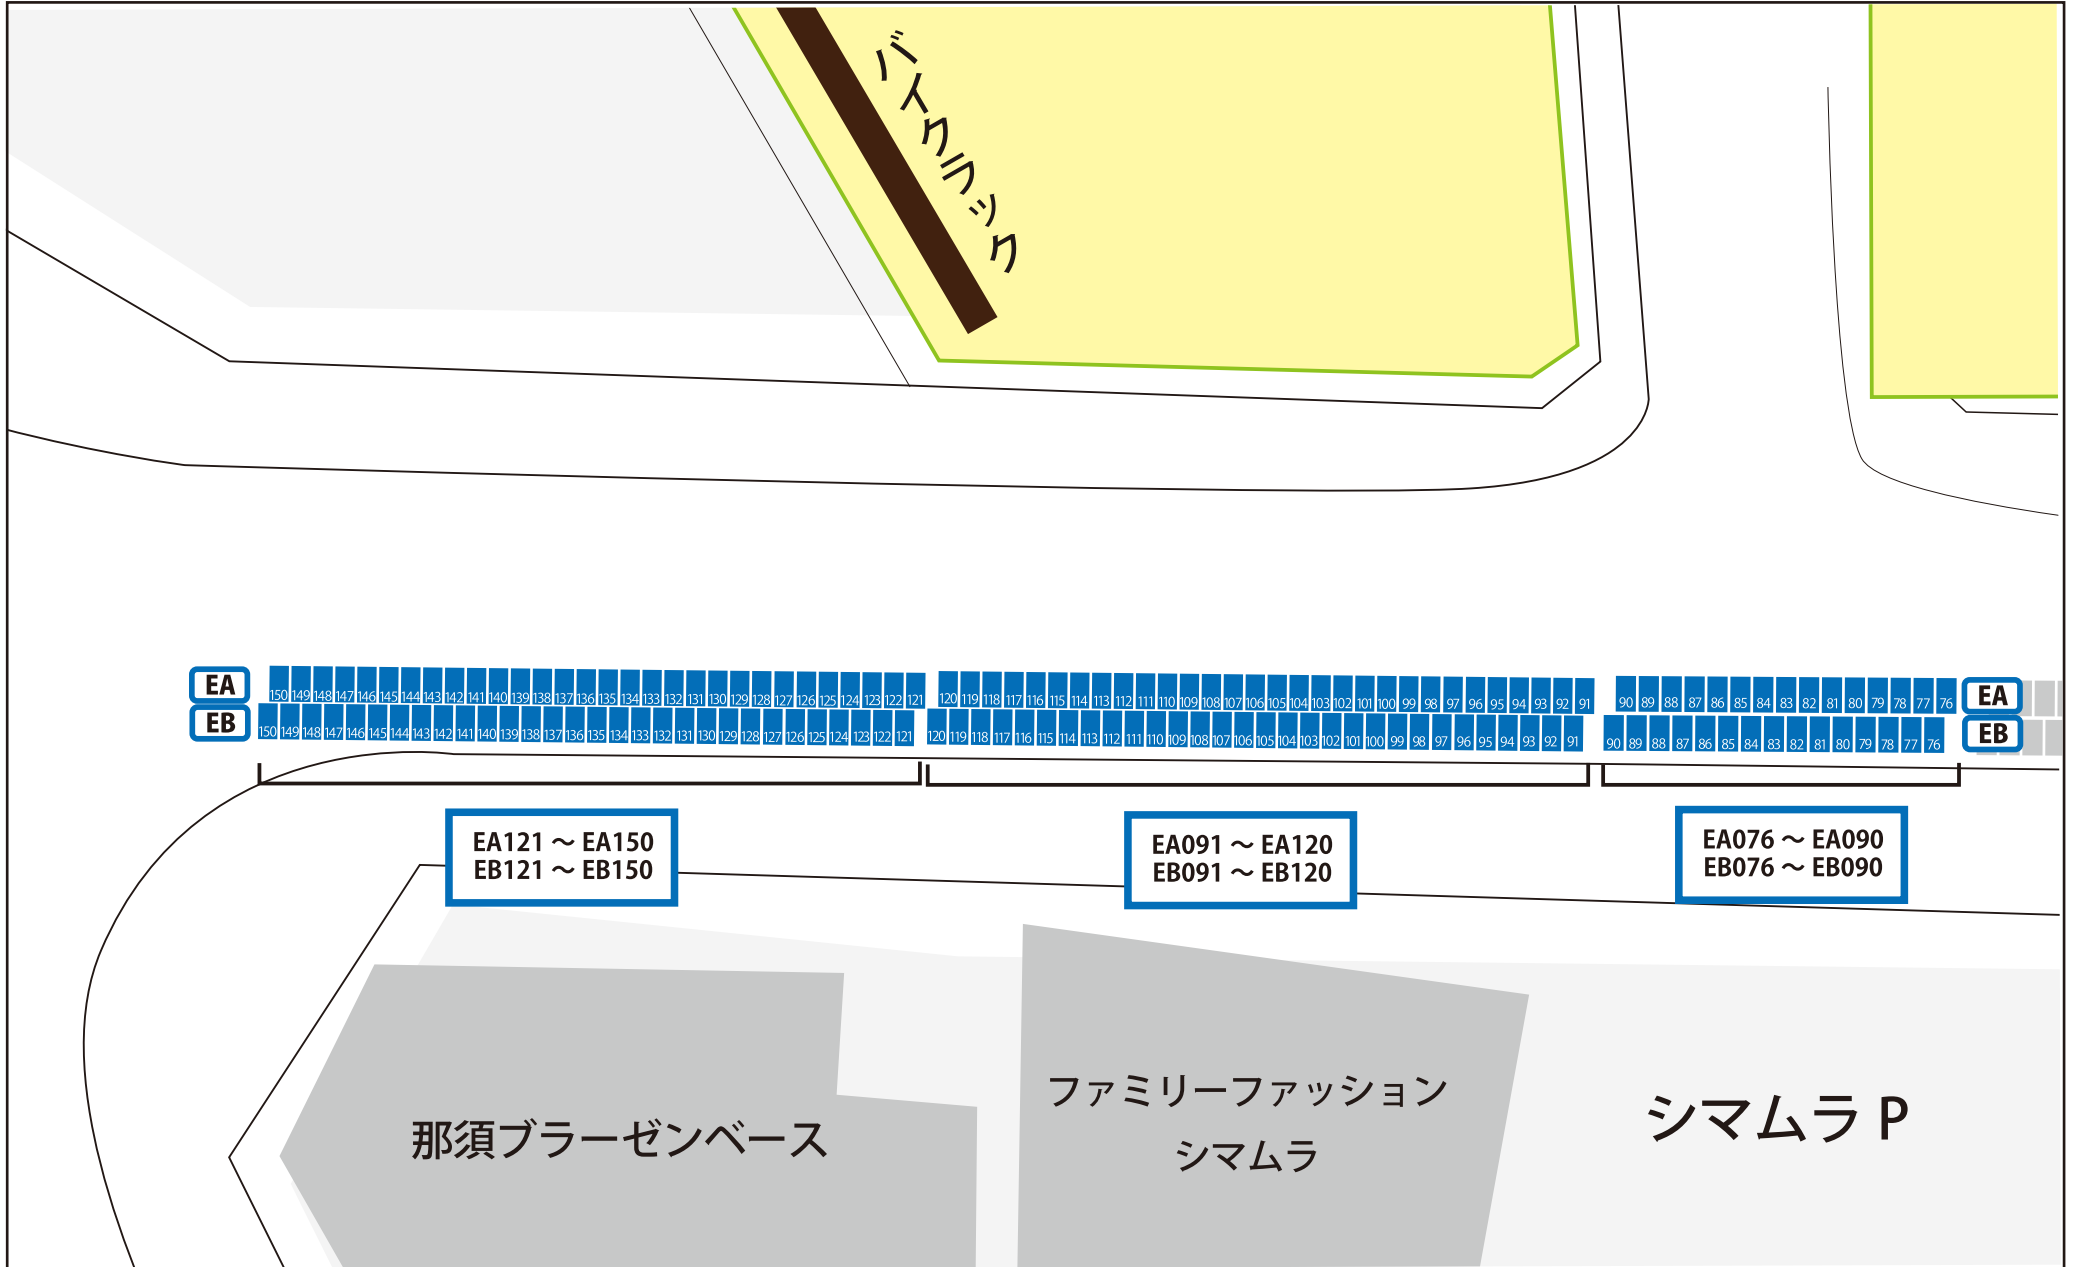 バイクラック
EA
150 149 148 147 146 145 144 143 142 141 140 139 138 137 136 135 134 133 132 131 130 129 128 127 126 125 124 123 122 121
120 119 118 117 116 115 114 113 112 111 110 109 108 107 106 105 104 103 102 101 100 99 98 97 96 95 94 93 92 91
90 89 88 87 86 85 84 83 82 81 80 79 78 77 76
EA
EB
150 149 148 147 146 145 144 143 142 141 140 139 138 137 136 135 134 133 132 131 130 129 128 127 126 125 124 123 122 121
120 119 118 117 116 115 114 113 112 111 110 109 108 107 106 105 104 103 102 101 100 99 98 97 96 95 94 93 92 91
90 89 88 87 86 85 84 83 82 81 80 79 78 77 76
EB
EA121 〜 EA150
EB121 〜 EB150
EA091 〜 EA120
EB091 〜 EB120
EA076 〜 EA090
EB076 〜 EB090
那須ブラーゼンベース
ファミリーファッション
シマムラ
シマムラ P